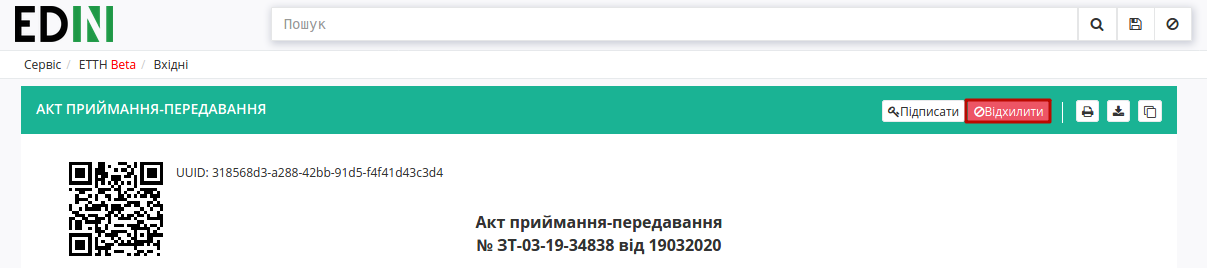 EDIN
Пошук
Сервіс / ЕТТН Beta / Вхідні
АКТ ПРИЙМАННЯ-ПЕРЕДАВАННЯ
Підписати Відхилити
UUID: 318568d3-a288-42bb-91d5-f4f41d43c3d4
Акт приймання-передавання
№ ЗТ-03-19-34838 від 19032020